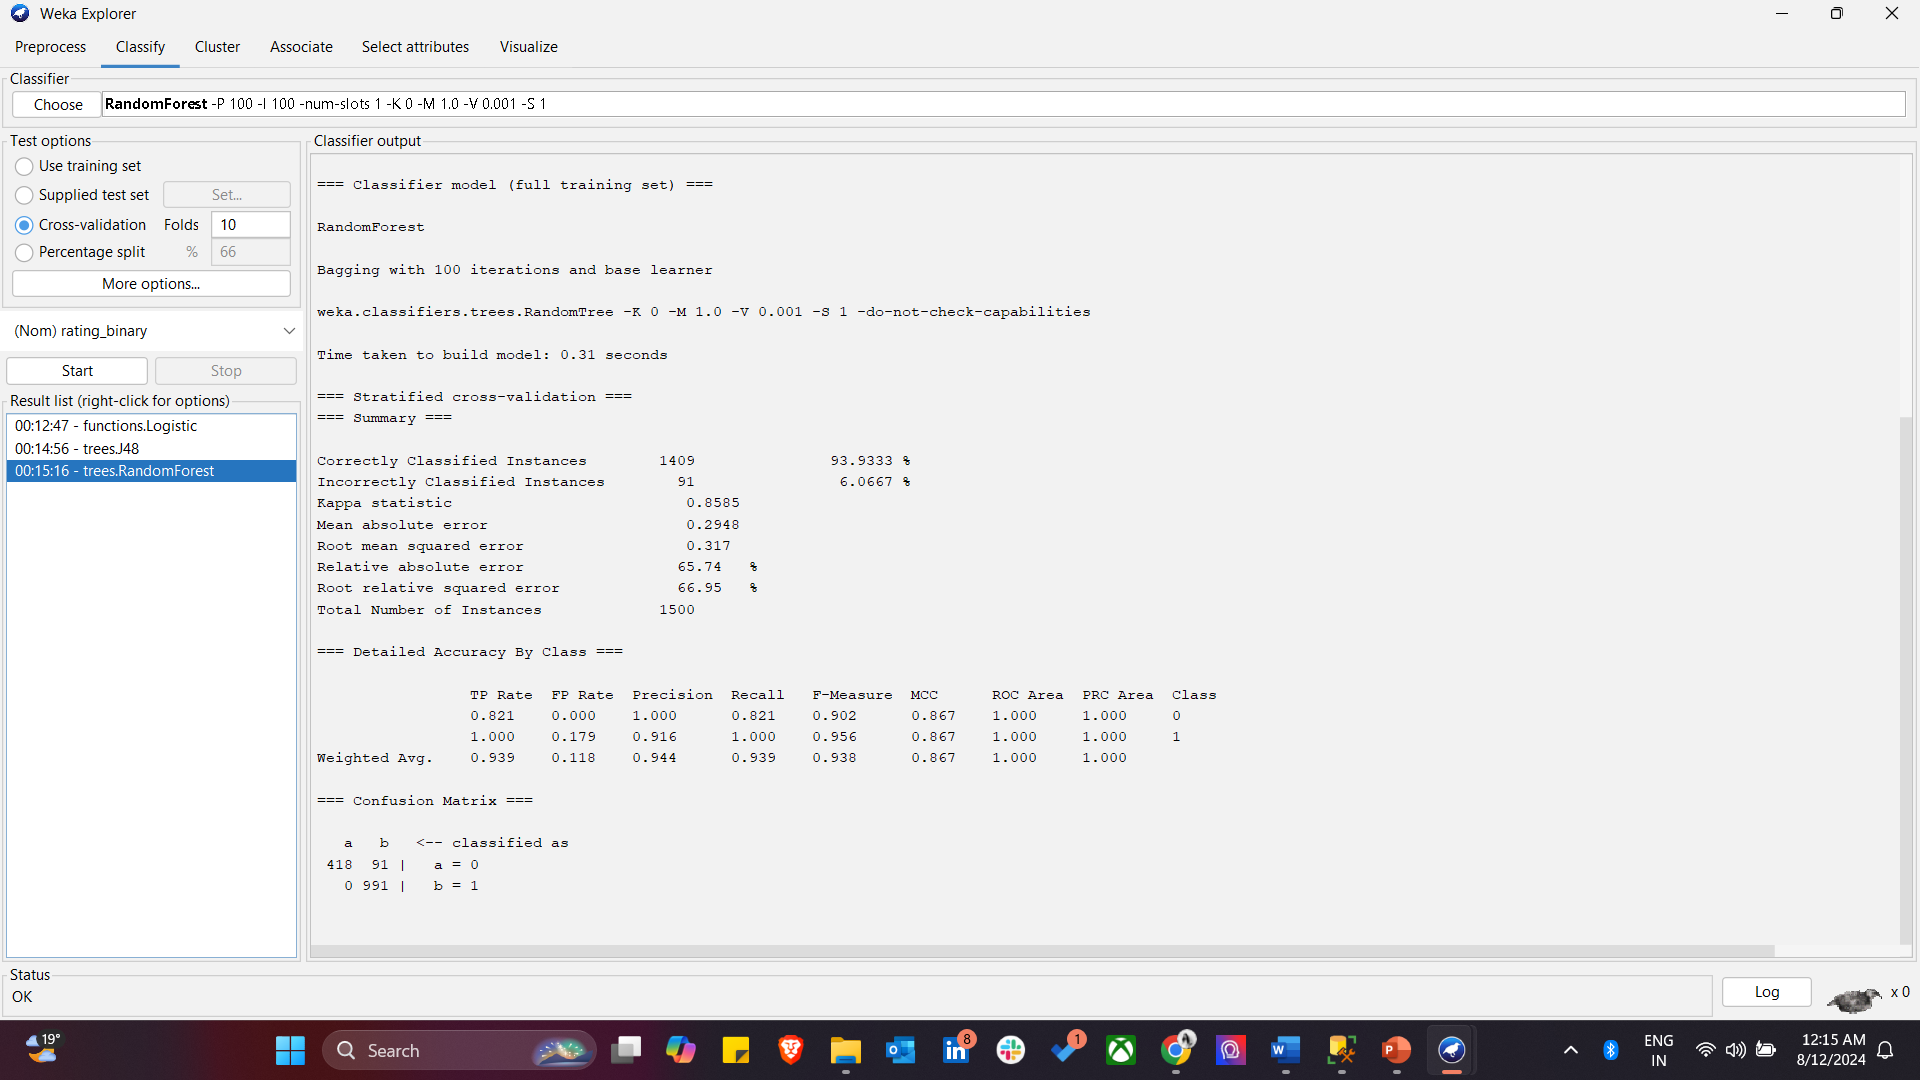 Weka Explorer
Preprocess Classify Cluster Associate Select attributes Visualize
Classifier
Choose RandomForest -P 100 -I 100 -num-slots 1 -K 0 -M 1.0 -V 0.001 -S 1
Test options
Use training set
Supplied test set Set...
Cross-validation Folds 10
Percentage split % 66
More options...
(Nom) rating_binary
Start Stop
Result list (right-click for options)
00:12:47 - functions.Logistic
00:14:56 - trees.J48
00:15:16 - trees.RandomForest
Classifier output
=== Classifier model (full training set) ===
RandomForest
Bagging with 100 iterations and base learner
weka.classifiers.trees.RandomTree -K 0 -M 1.0 -V 0.001 -S 1 -do-not-check-capabilities
Time taken to build model: 0.31 seconds
=== Stratified cross-validation ===
=== Summary ===
Correctly Classified Instances 1409 93.9333 %
Incorrectly Classified Instances 91 6.0667 %
Kappa statistic 0.8585
Mean absolute error 0.2948
Root mean squared error 0.317
Relative absolute error 65.74 %
Root relative squared error 66.95 %
Total Number of Instances 1500
=== Detailed Accuracy By Class ===
TP Rate FP Rate Precision Recall F-Measure MCC ROC Area PRC Area Class
0.821 0.000 1.000 0.821 0.902 0.867 1.000 1.000 0
1.000 0.179 0.916 1.000 0.956 0.867 1.000 1.000 1
Weighted Avg. 0.939 0.118 0.944 0.939 0.938 0.867 1.000 1.000
=== Confusion Matrix ===
a b <-- classified as
418 91 | a = 0
0 991 | b = 1
Status
OK
Log x 0
19°
Search
8
1
ENG
IN
12:15 AM
8/12/2024